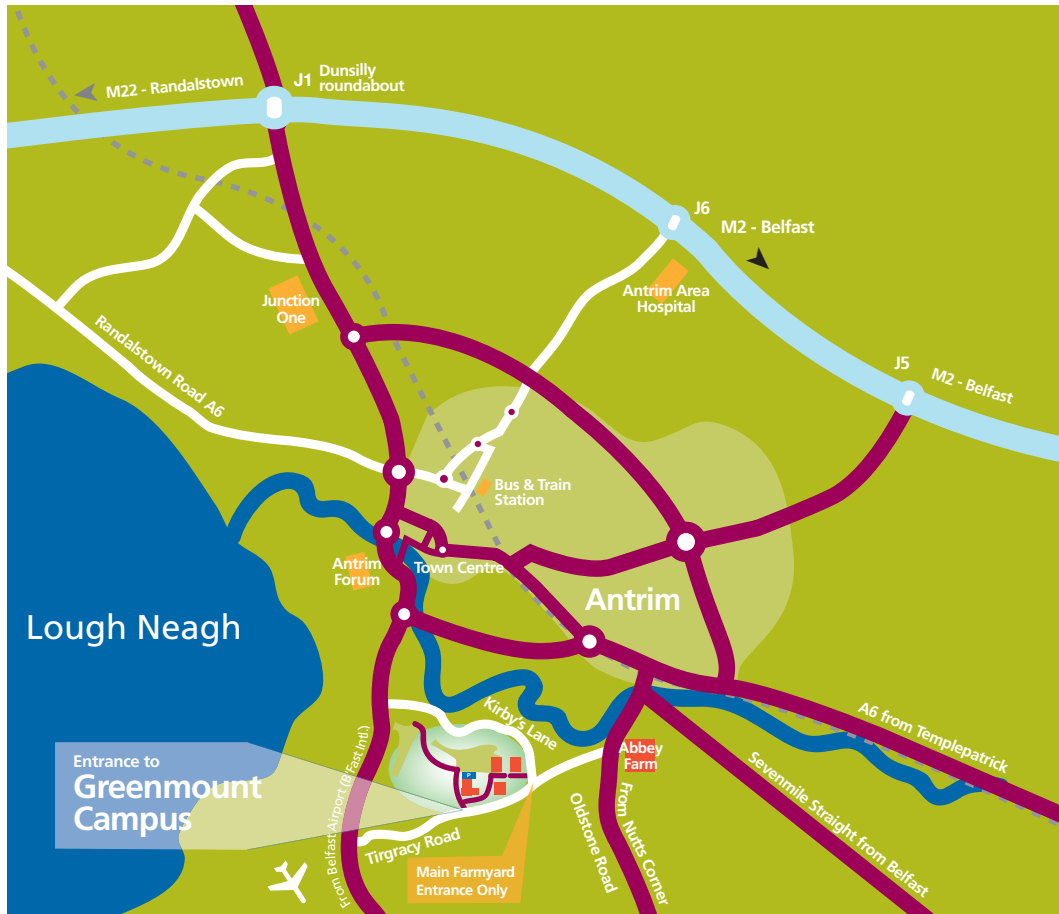 M22 - Randalstown
J1 Dunsilly
roundabout
J6
M2 - Belfast
Antrim Area
Hospital
Junction
One
Randalstown Road A6
J5
M2 - Belfast
Bus & Train
Station
Antrim
Forum
Town Centre
Antrim
Lough Neagh
Kirby's Lane
A6 from Templepatrick
Abbey
Farm
Sevenmile Straight from Belfast
Entrance to
Greenmount
Campus
P
From Belfast Airport (B'Fast Intl.)
Tirgracy Road
Oldstone Road
From Nutts Corner
Main Farmyard
Entrance Only